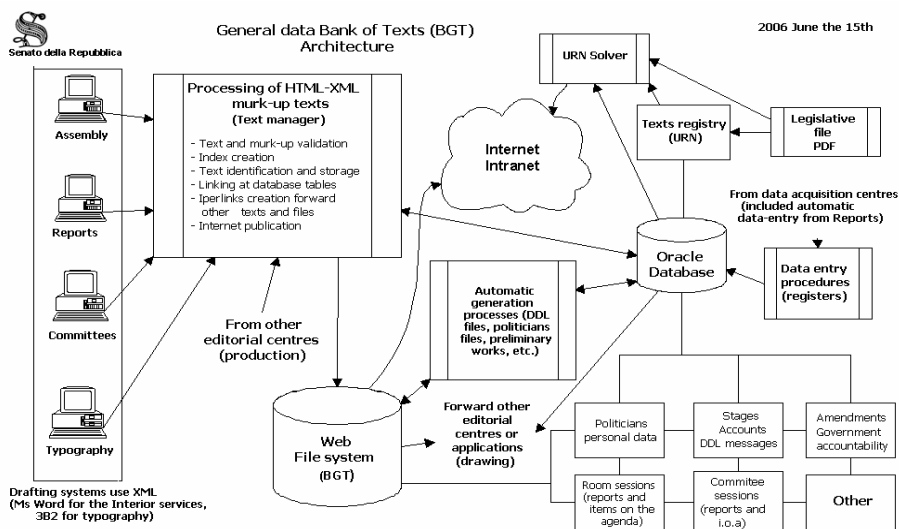 General data Bank of Texts (BGT)
Architecture
2006 June the 15th
Senato della Repubblica
Assembly
Reports
Committees
Typography
Drafting systems use XML
(Ms Word for the Interior services,
3B2 for typography)
Processing of HTML-XML
murk-up texts
(Text manager)
- Text and murk-up validation
- Index creation
- Text identification and storage
- Linking at database tables
- Iperlinks creation forward
other texts and files
- Internet publication
From other
editorial centres
(production)
Web
File system
(BGT)
Internet
Intranet
URN Solver
Texts registry
(URN)
Legislative
file
PDF
From data acquisition centres
(included automatic
data-entry from Reports)
Oracle
Database
Data entry
procedures
(registers)
Automatic
generation
processes (DDL
files, politicians
files, preliminary
works, etc.)
Forward other
editorial
centres or
applications
(drawing)
Politicians
personal data
Stages
Accounts
DDL messages
Amendments
Government
accountability
Room sessions
(reports and
items on the
agenda)
Commitee
sessions
(reports and
i.o.a)
Other